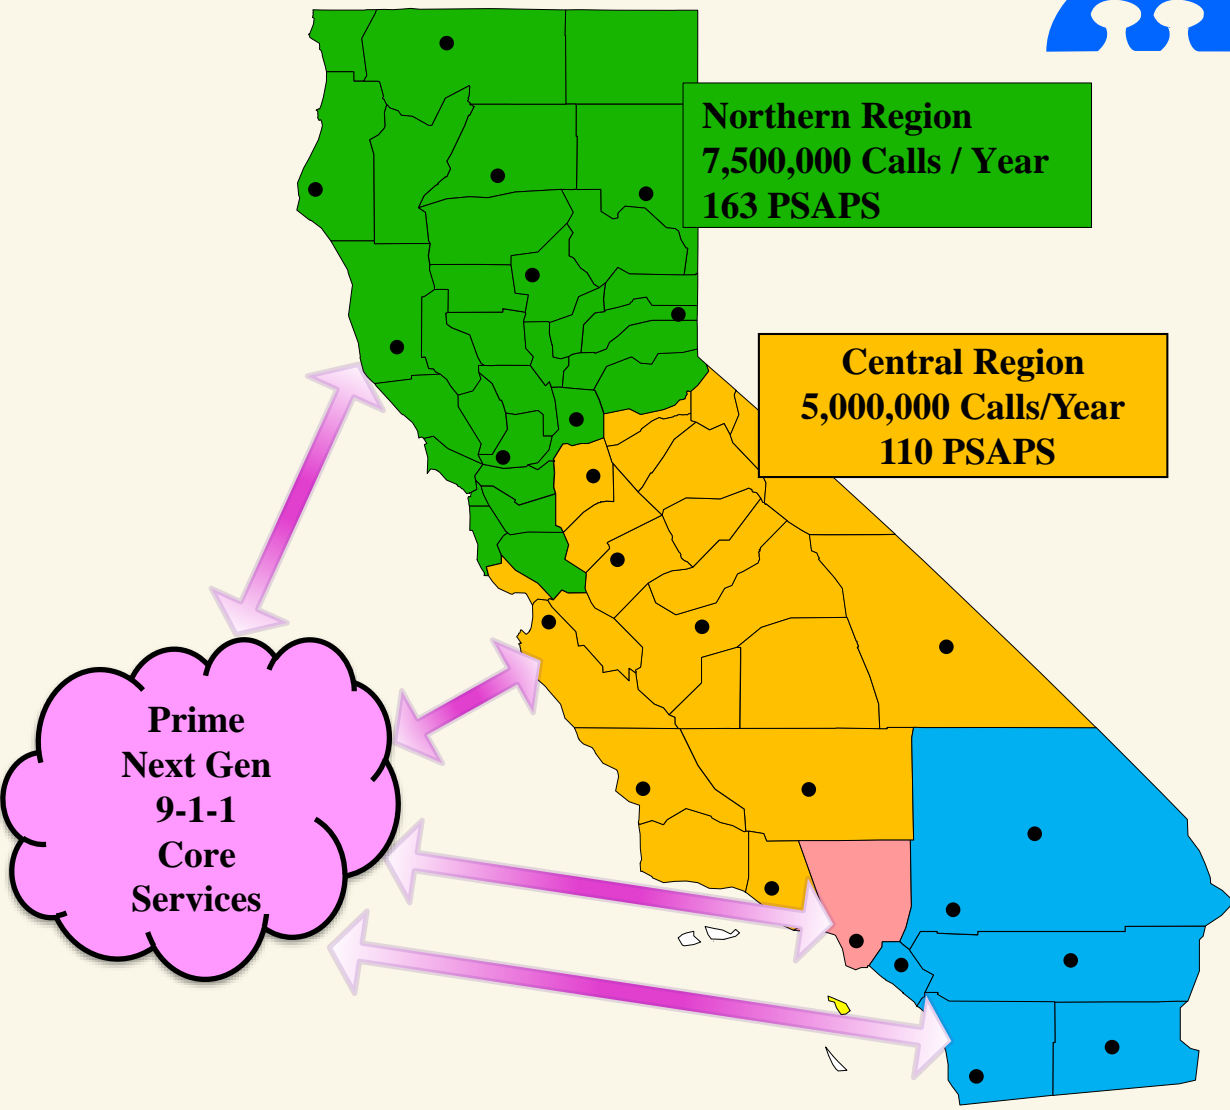 Northern Region
7,500,000 Calls / Year
163 PSAPS
Central Region
5,000,000 Calls/Year
110 PSAPS
Prime
Next Gen
9-1-1
Core
Services